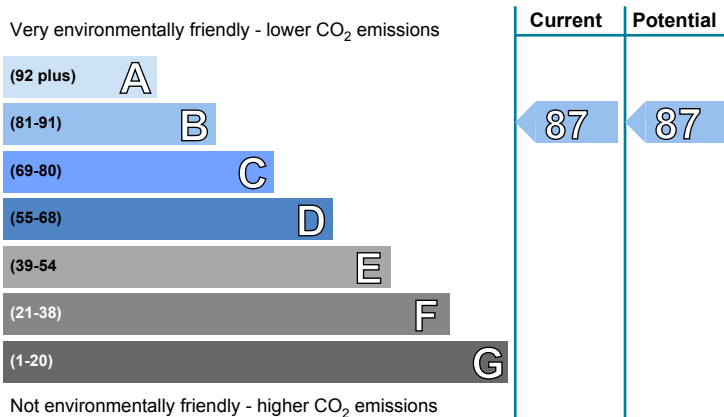 Very environmentally friendly - lower CO2 emissions
Current
Potential
(92 plus) A
(81-91) B
87
87
(69-80) C
(55-68) D
(39-54 E
(21-38) F
(1-20) G
Not environmentally friendly - higher CO2 emissions